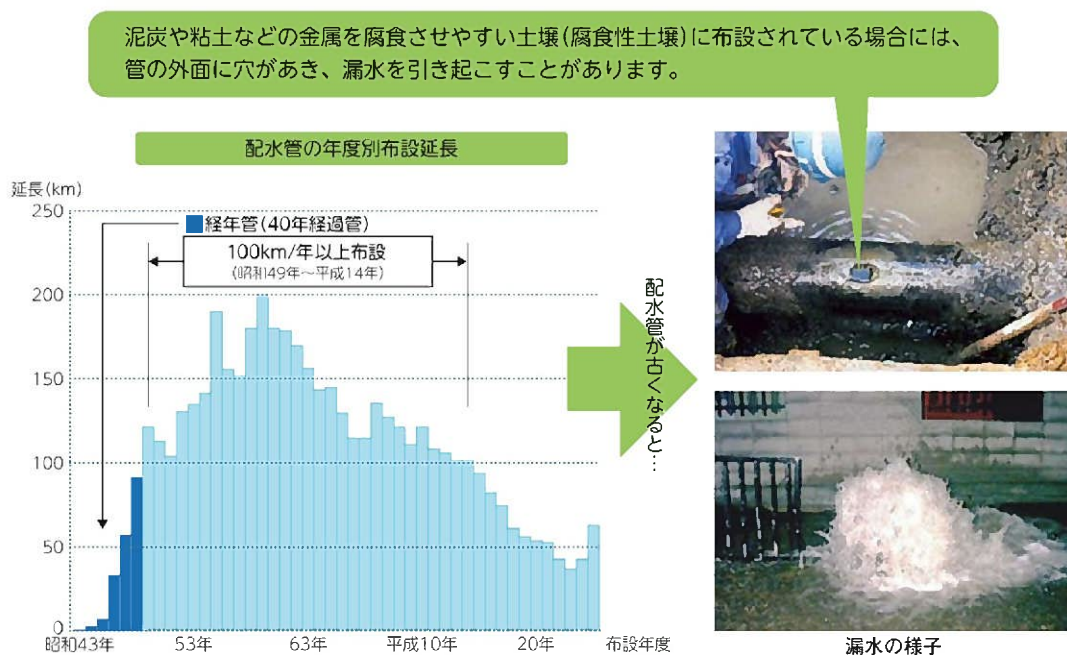 泥炭や粘土などの金属を腐食させやすい土壌(腐食性土壌)に布設されている場合には、
管の外面に穴があき、漏水を引き起こすことがあります。
配水管の年度別布設延長
延長(km)
250
200
150
100
50
0
経年管(40年経過管)
100km/年以上布設
(昭和49年~平成14年)
昭和43年
53年
63年
平成10年
20年
布設年度
配水管が古くなると…
漏水の様子